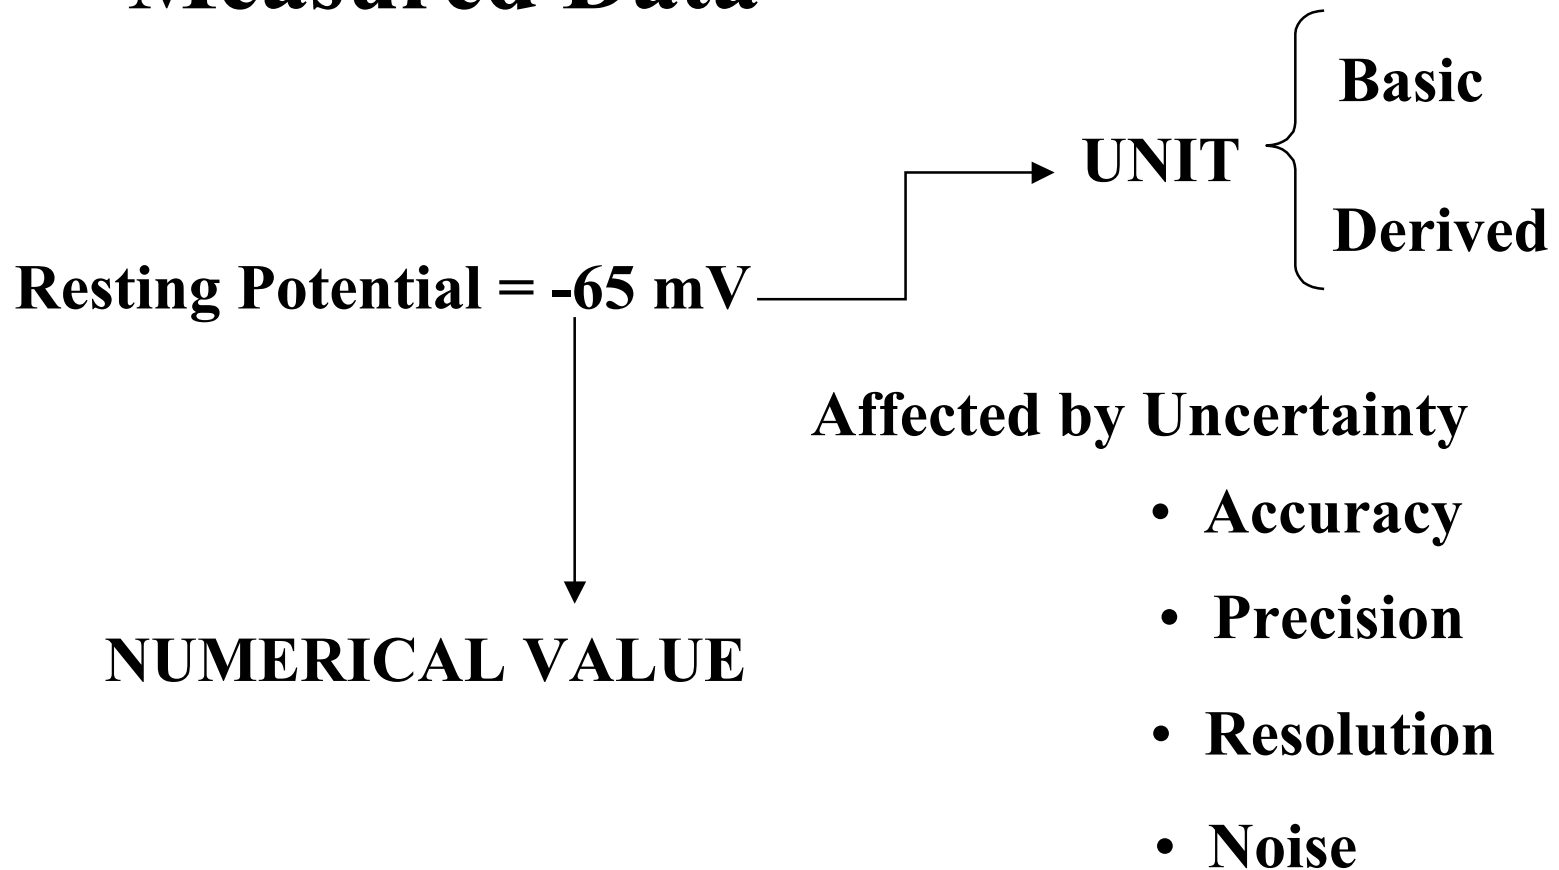 Measured Data
Basic
UNIT
Derived
Resting Potential = -65 mV
Affected by Uncertainty
• Accuracy
• Precision
NUMERICAL VALUE
• Resolution
• Noise